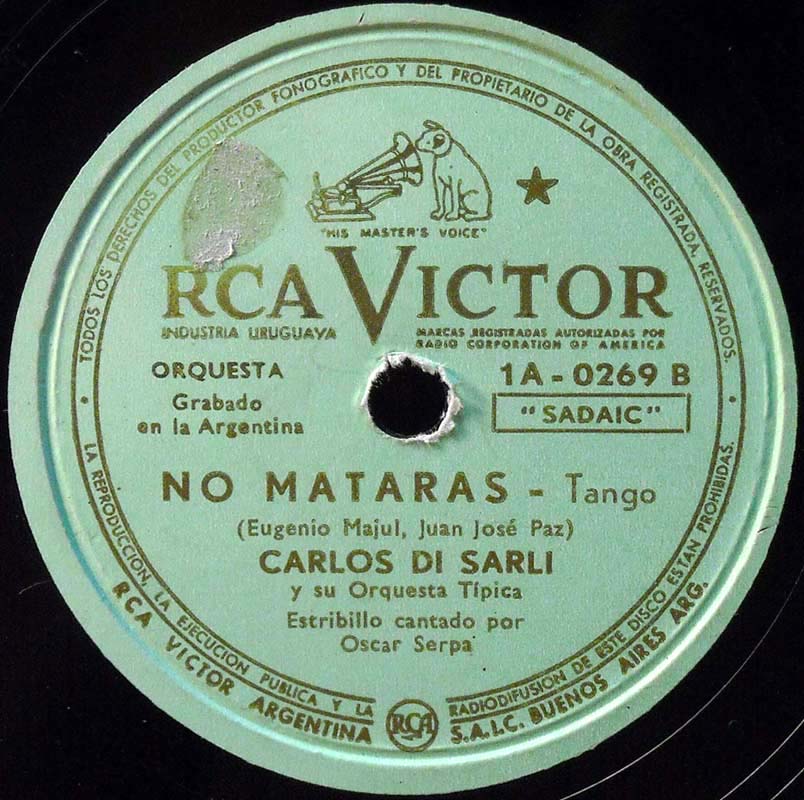 TODOS LOS DERECHOS DEL PRODUCTOR FONOGRAFICO Y DEL PROPIETARIO DE LA OBRA REGISTRADA, RESERVADOS.
"HIS MASTER'S VOICE"
RCA VICTOR
INDUSTRIA URUGUAYA
MARCAS REGISTRADAS AUTORIZADAS POR
RADIO CORPORATION OF AMERICA
ORQUESTA
1A-0269 B
Grabado
en la Argentina
"SADAIC"
NO MATARAS - Tango
(Eugenio Majul, Juan José Paz)
CARLOS DI SARLI
y su Orquesta Típica
Estribillo cantado por
Oscar Serpa
LA REPRODUCCION, LA EJECUCION PUBLICA Y LA RADIODIFUSION DE ESTE DISCO ESTAN PROHIBIDAS.
RCA VICTOR ARGENTINA RCA S.A.I.C. BUENOS AIRES ARG.